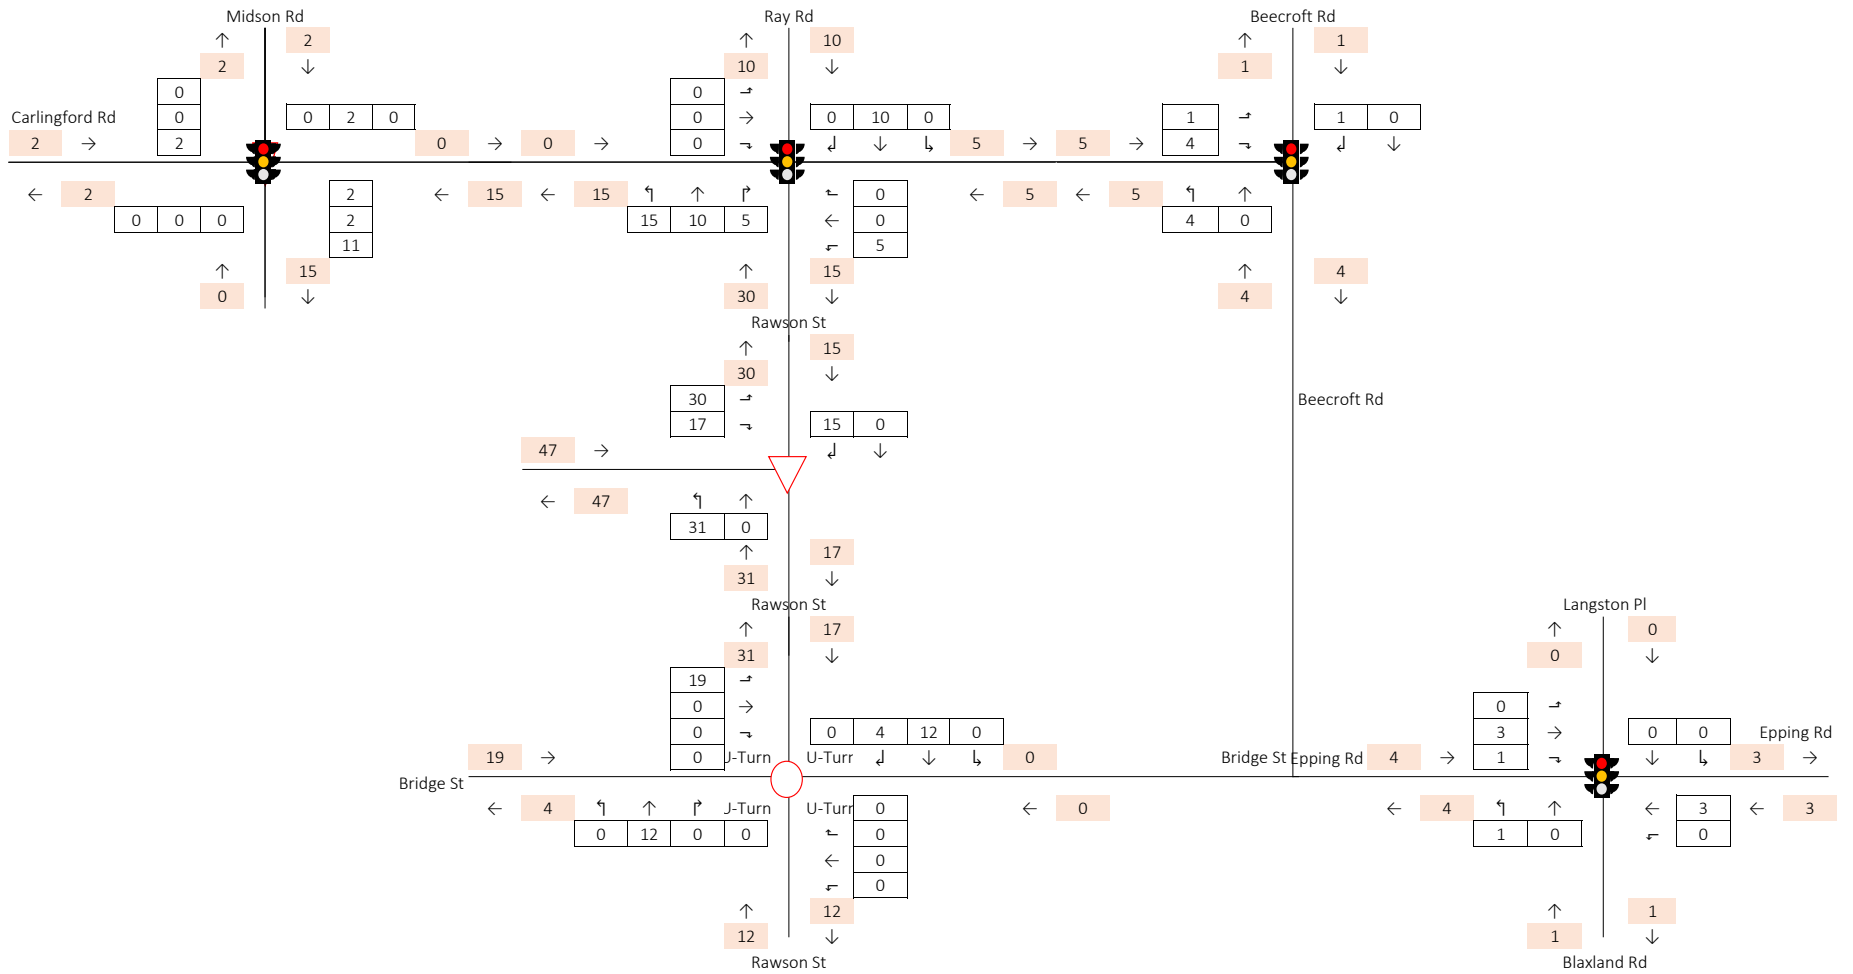 Midson Rd Ray Rd Beecroft Rd
2 10 1
2 10 1
0 0
Carlingford Rd 0 0 2 0 0 0 10 0 1 1 0
2 2 0 0 0 5 5 4
2 15 15 2 0 5 5
0 0 0 2 15 10 5 0 4 0
11 5
15 15 4
0 30 4
Rawson St
15
30
30 Beecroft Rd
17 15 0
47
47
31 0
17
31
Rawson St Langston Pl
17 0
31 0
19
0 0
0 0 4 12 0 3 0 0 Epping Rd
19 0 U-Turn U-Turn 0 Bridge St Epping Rd 4 1 3
Bridge St
4 U-Turn U-Turn 0 0 4 3 3
0 12 0 0 0 1 0 0
0
0
12 1
12 1
Rawson St Blaxland Rd